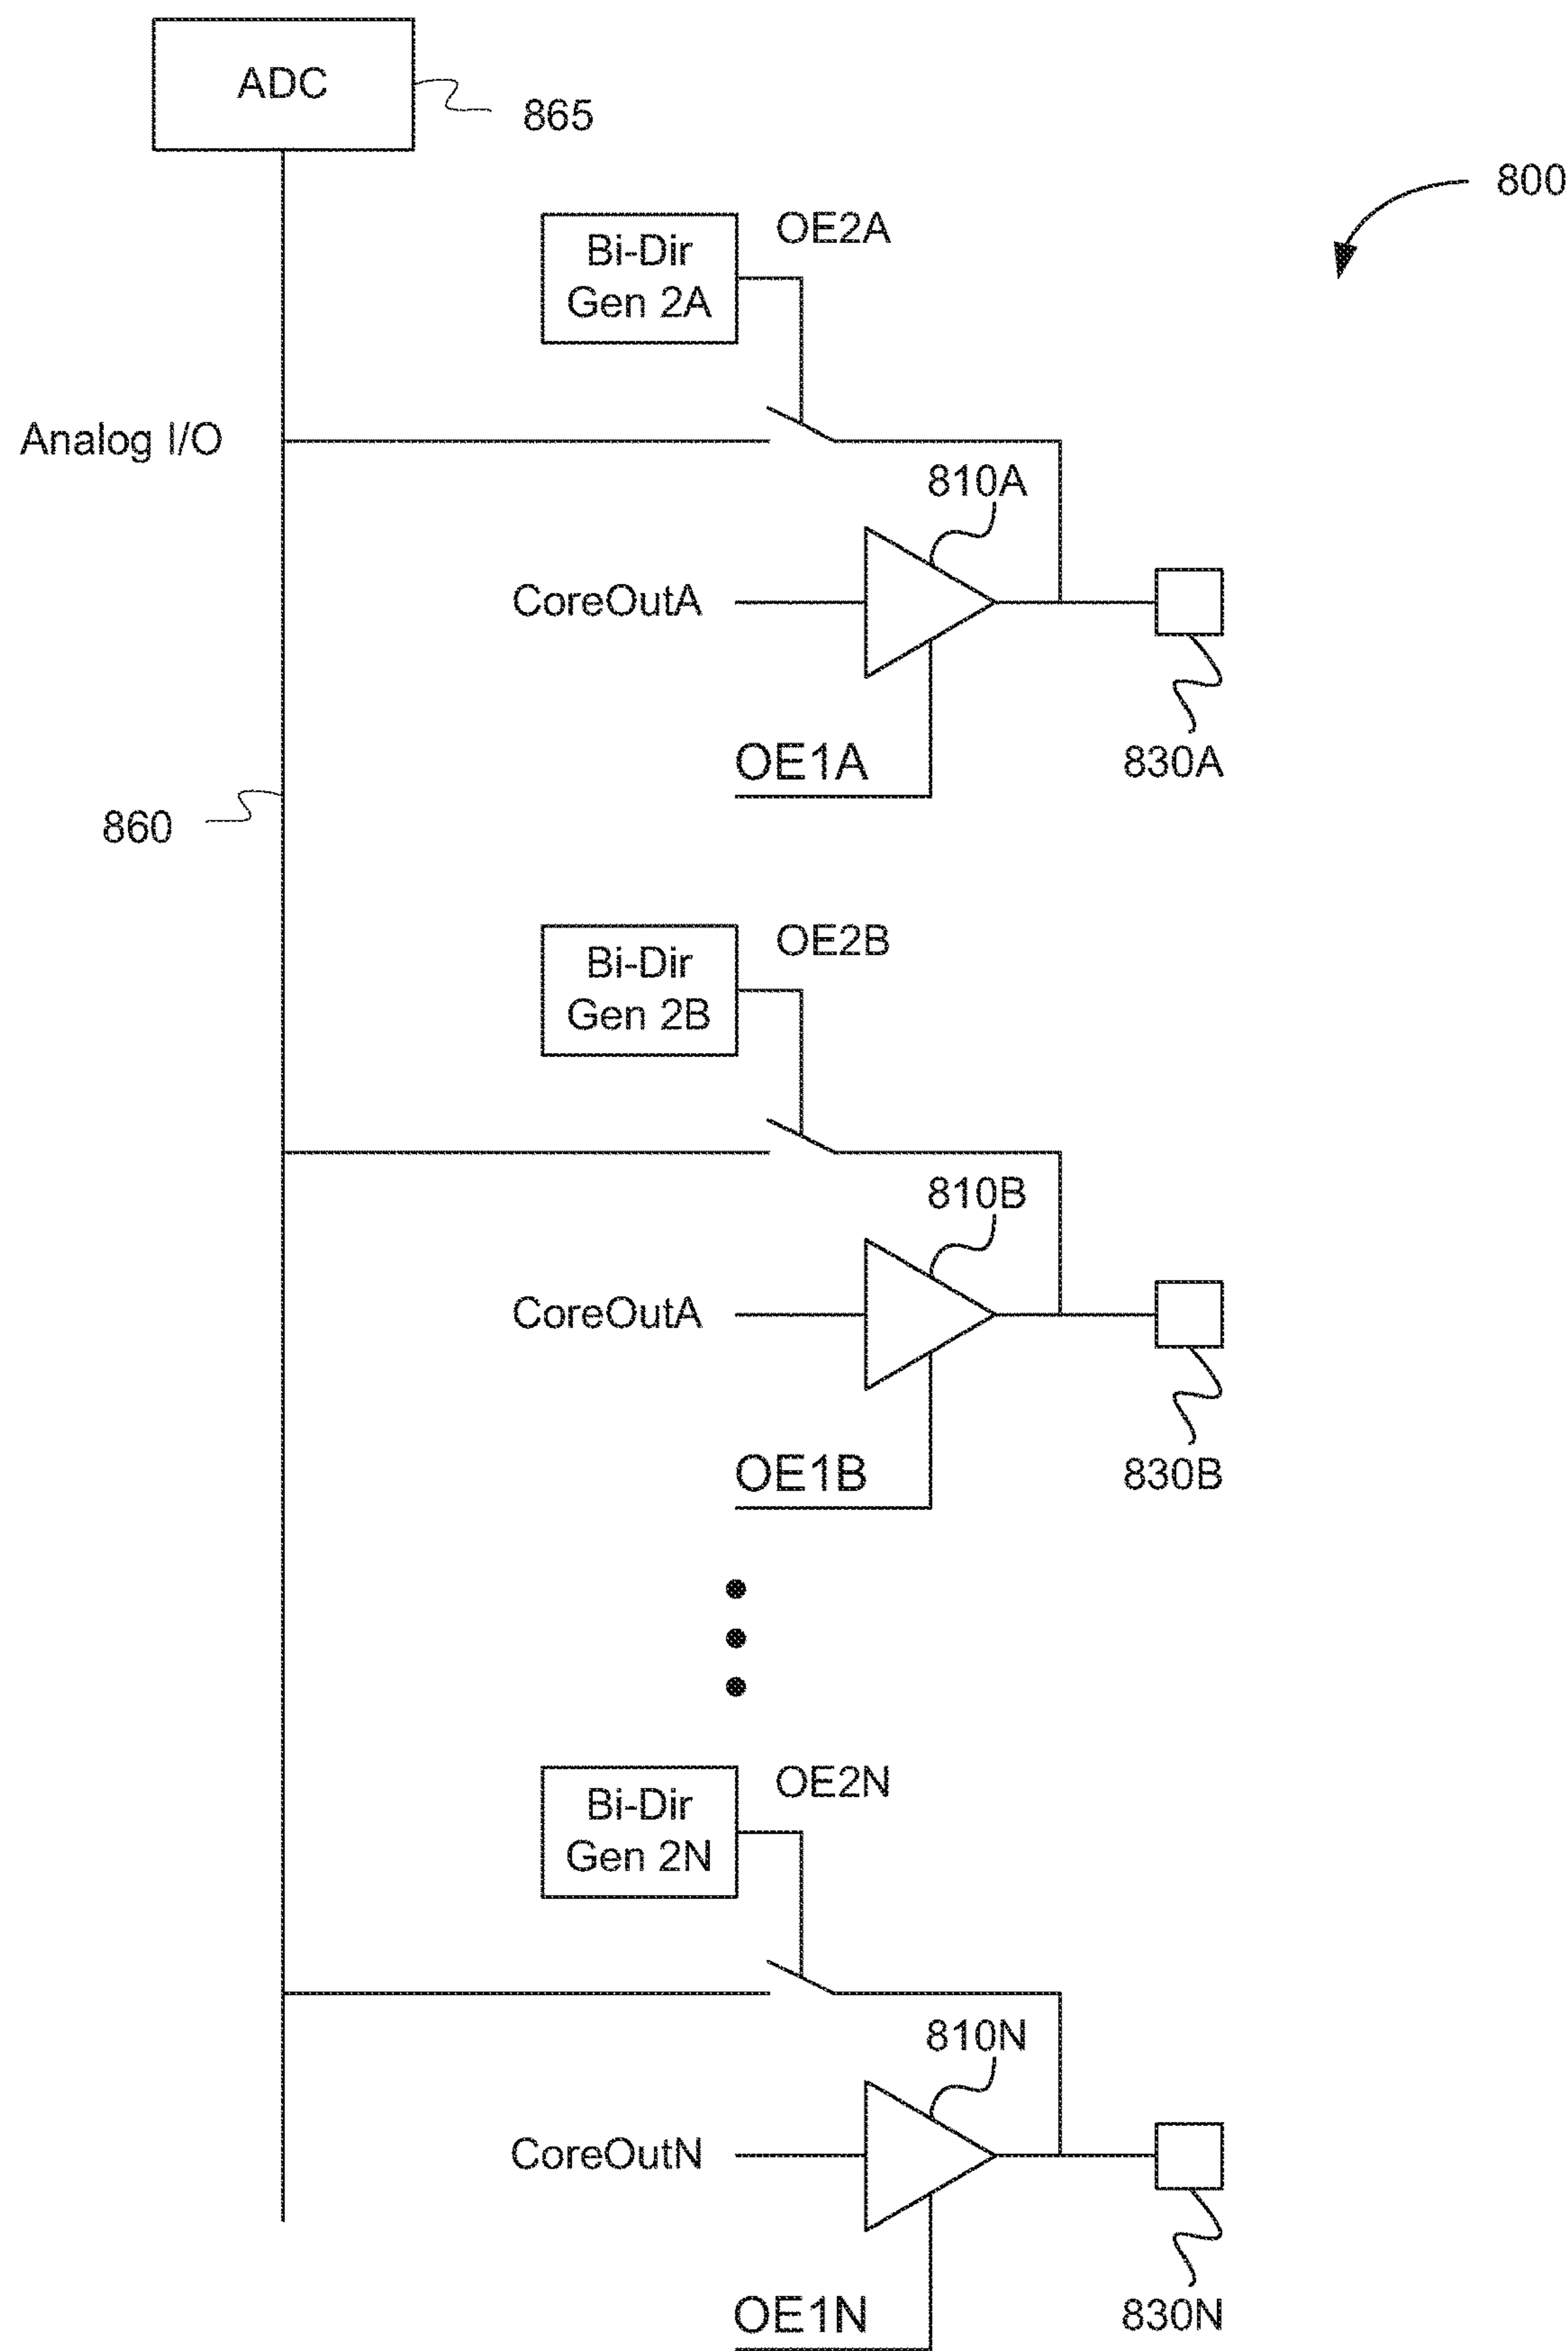 ADC
865
800
Bi-Dir
Gen 2A
OE2A
Analog I/O
810A
CoreOutA
OE1A
830A
860
Bi-Dir
Gen 2B
OE2B
810B
CoreOutA
OE1B
830B
Bi-Dir
Gen 2N
OE2N
810N
CoreOutN
OE1N
830N